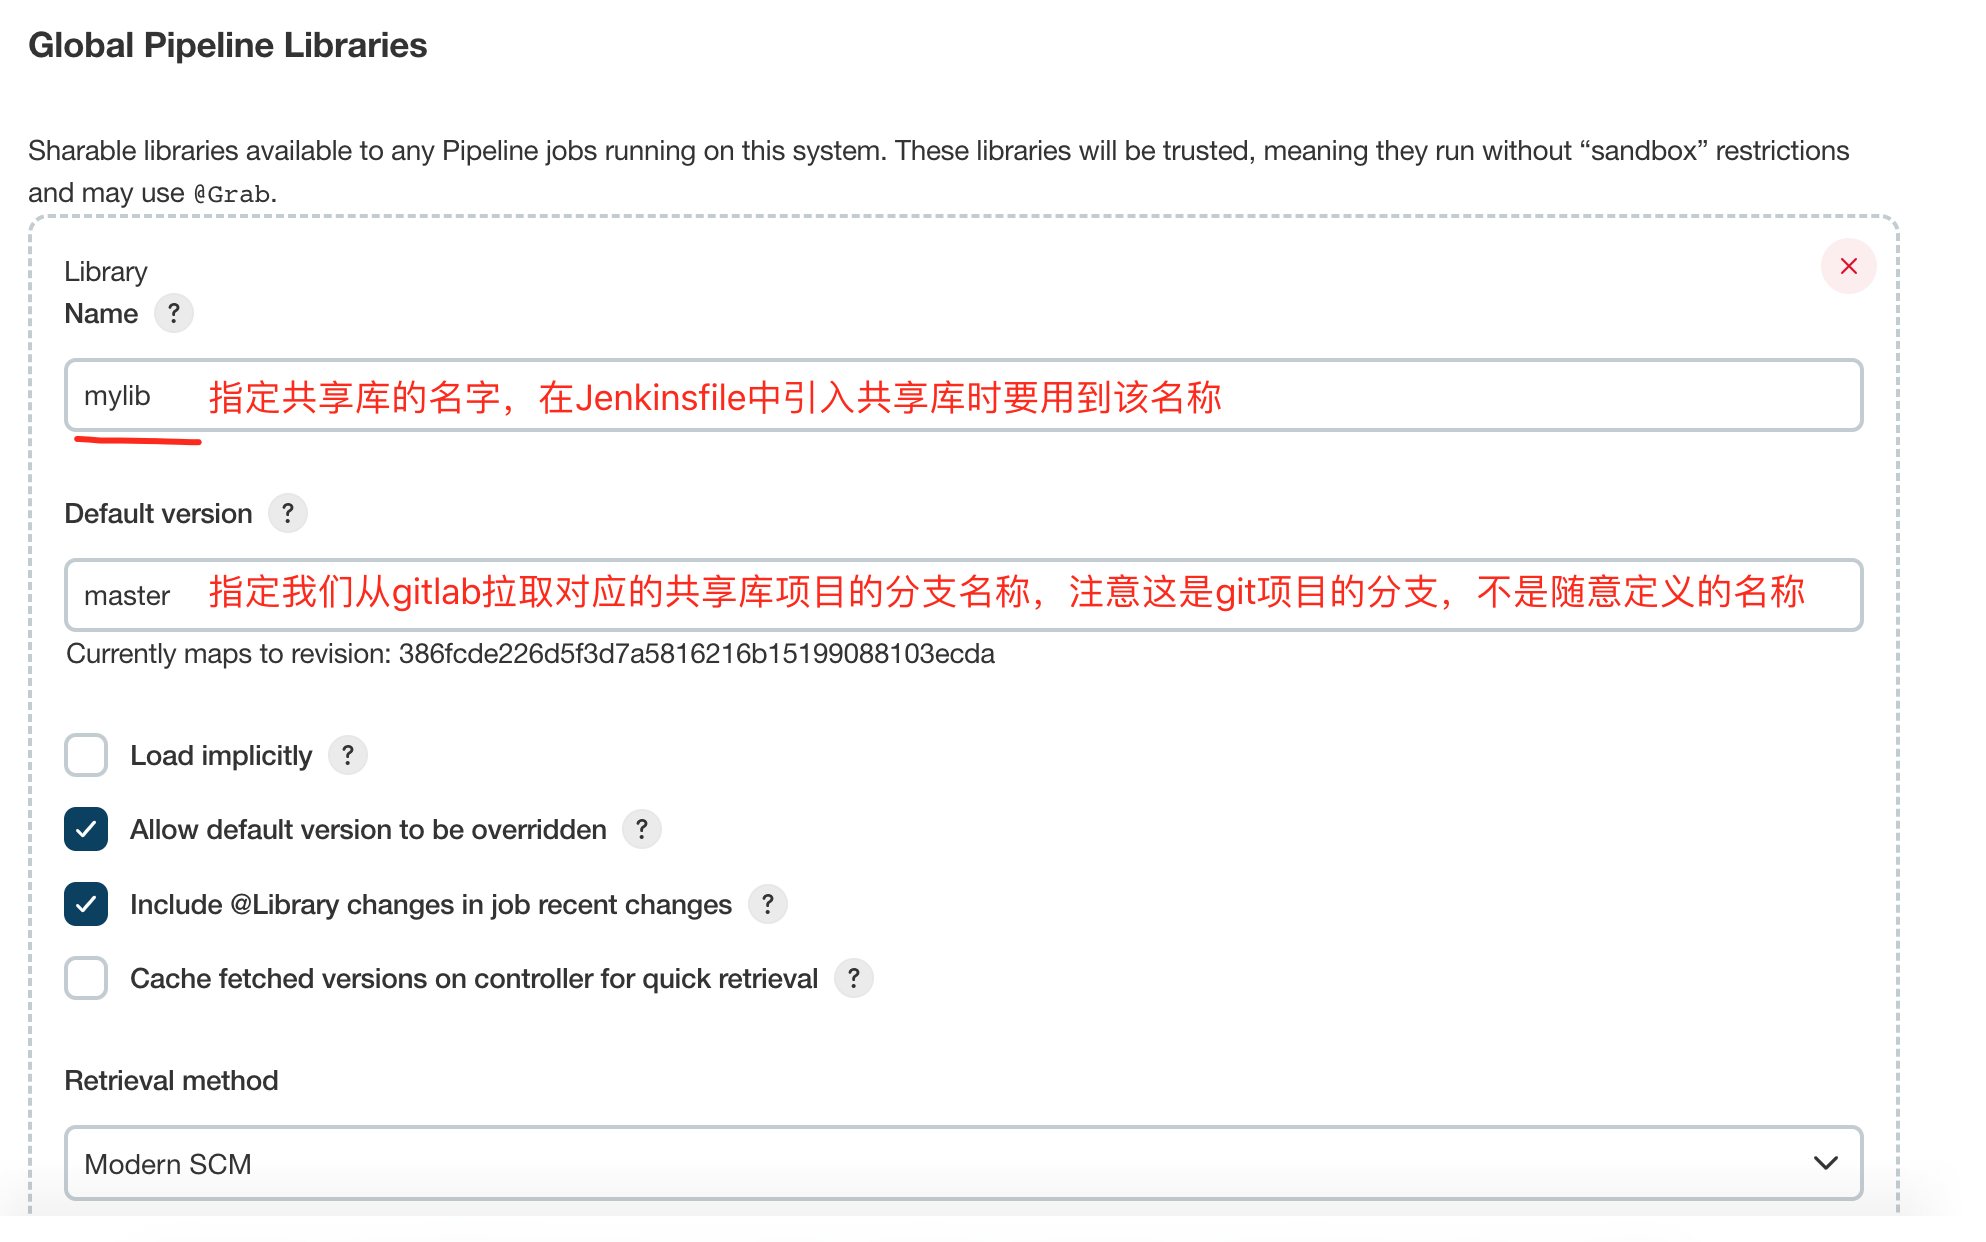 Global Pipeline Libraries
Sharable libraries available to any Pipeline jobs running on this system. These libraries will be trusted, meaning they run without “sandbox” restrictions
and may use @Grab.
Library
Name ?
mylib 指定共享库的名字，在Jenkinsfile中引入共享库时要用到该名称
Default version ?
master 指定我们从gitlab拉取对应的共享库项目的分支名称，注意这是git项目的分支，不是随意定义的名称
Currently maps to revision: 386fcde226d5f3d7a5816216b15199088103ecda
Load implicitly ?
Allow default version to be overridden ?
Include @Library changes in job recent changes ?
Cache fetched versions on controller for quick retrieval ?
Retrieval method
Modern SCM